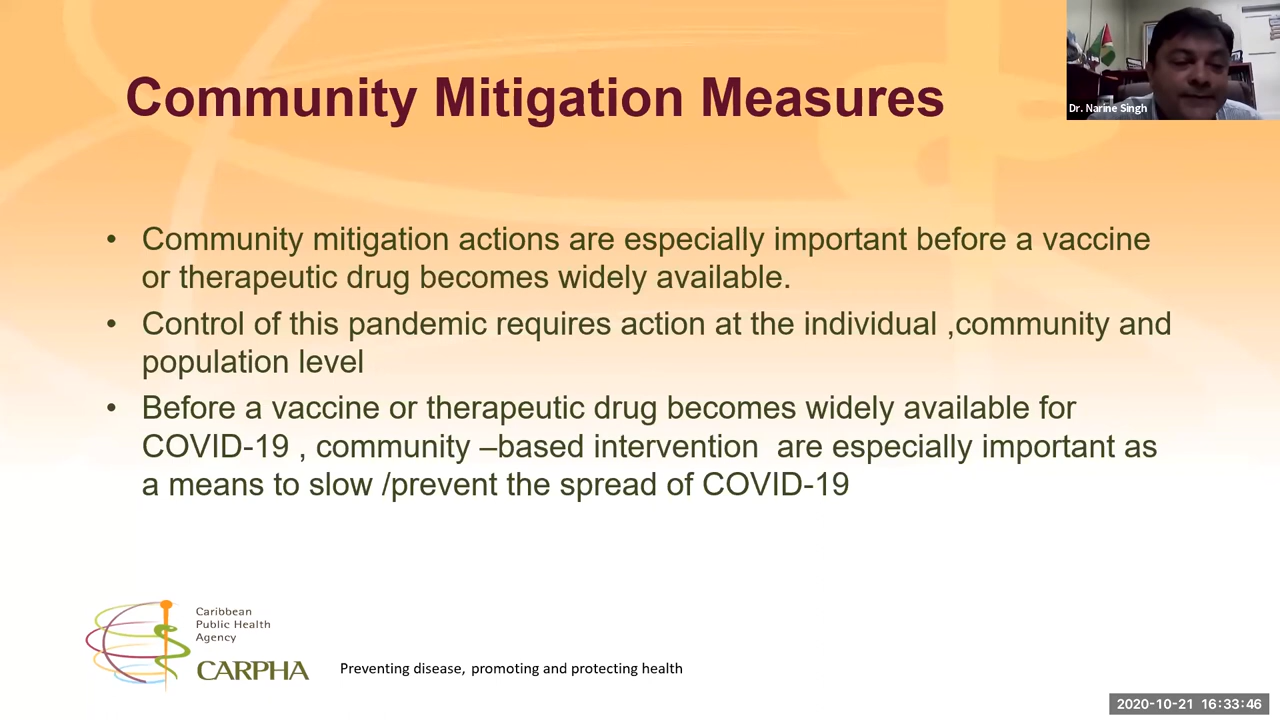 Community Mitigation Measures
Dr. Narine Singh
• Community mitigation actions are especially important before a vaccine
or therapeutic drug becomes widely available.
• Control of this pandemic requires action at the individual ,community and
population level
• Before a vaccine or therapeutic drug becomes widely available for
COVID-19 , community –based intervention  are especially important as
a means to slow /prevent the spread of COVID-19
Caribbean
Public Health
Agency
CARPHA
Preventing disease, promoting and protecting health
2020-10-21 16:33:46